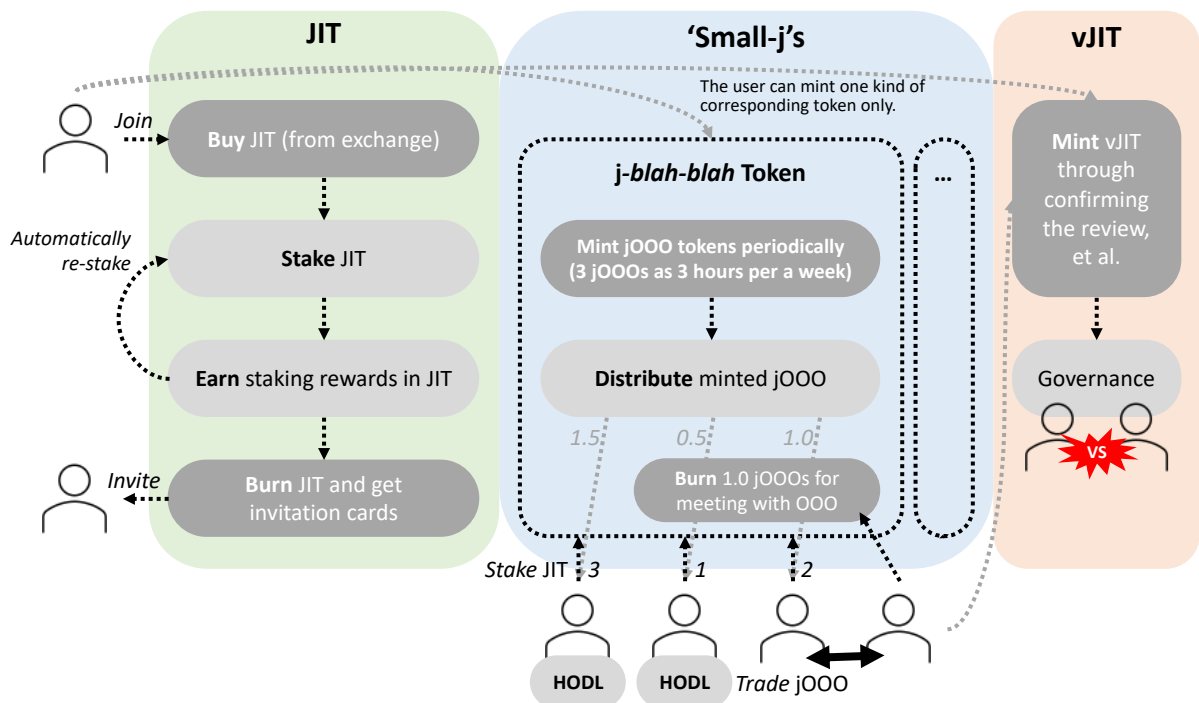 JIT
Join
Buy JIT (from exchange)
Automatically
re-stake
Stake JIT
Earn staking rewards in JIT
Invite
Burn JIT and get
invitation cards
‘Small-j’s
The user can mint one kind of
corresponding token only.
j-blah-blah Token
...
Mint jOOO tokens periodically
(3 jOOOs as 3 hours per a week)
Distribute minted jOOO
1.5
0.5
1.0
Burn 1.0 jOOOs for
meeting with OOO
Stake JIT
3
1
2
HODL
HODL
Trade jOOO
vJIT
Mint vJIT
through
confirming
the review,
et al.
Governance
VS